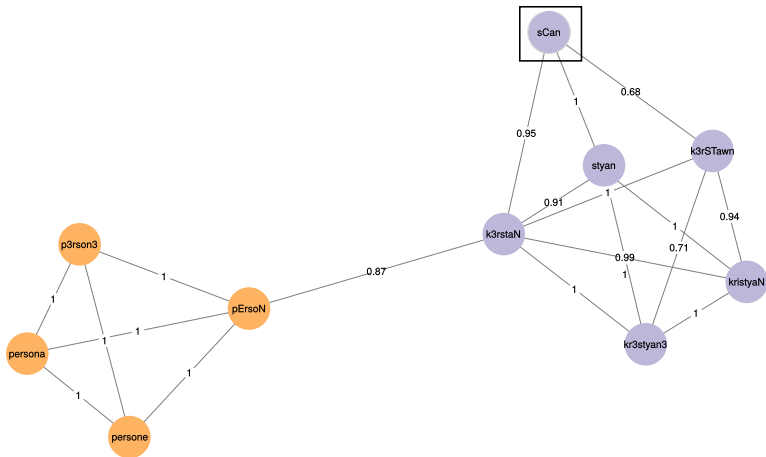 sCan
0.68
1
0.95
k3rSTawn
styan
1
0.91
0.94
1
k3rstaN
p3rson3
0.71
0.99
0.87
1
1
kristyaN
1
1
pErsoN
1
1
1
kr3styan3
persona
1
1
persone